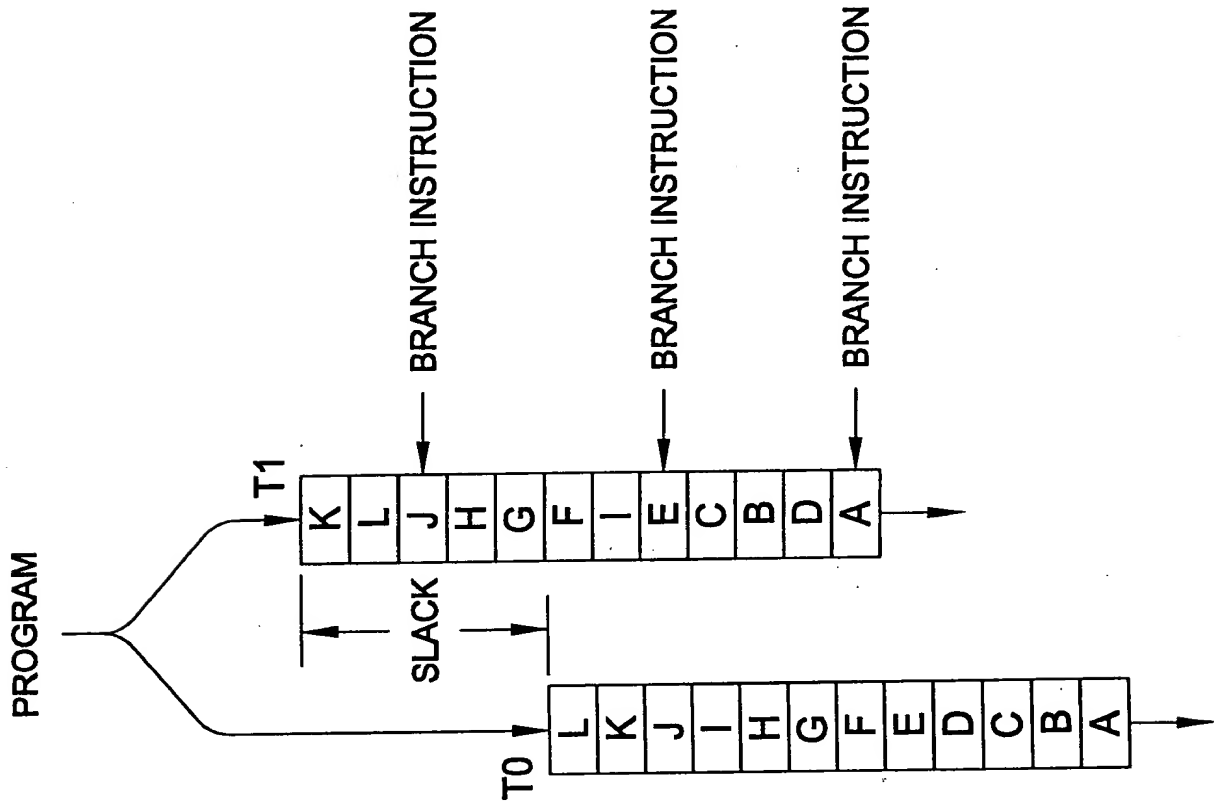 PROGRAM
T1
K
L
J
H
G
F
I
E
C
B
D
A
BRANCH INSTRUCTION
BRANCH INSTRUCTION
BRANCH INSTRUCTION
SLACK
T0
L
K
J
I
H
G
F
E
D
C
B
A